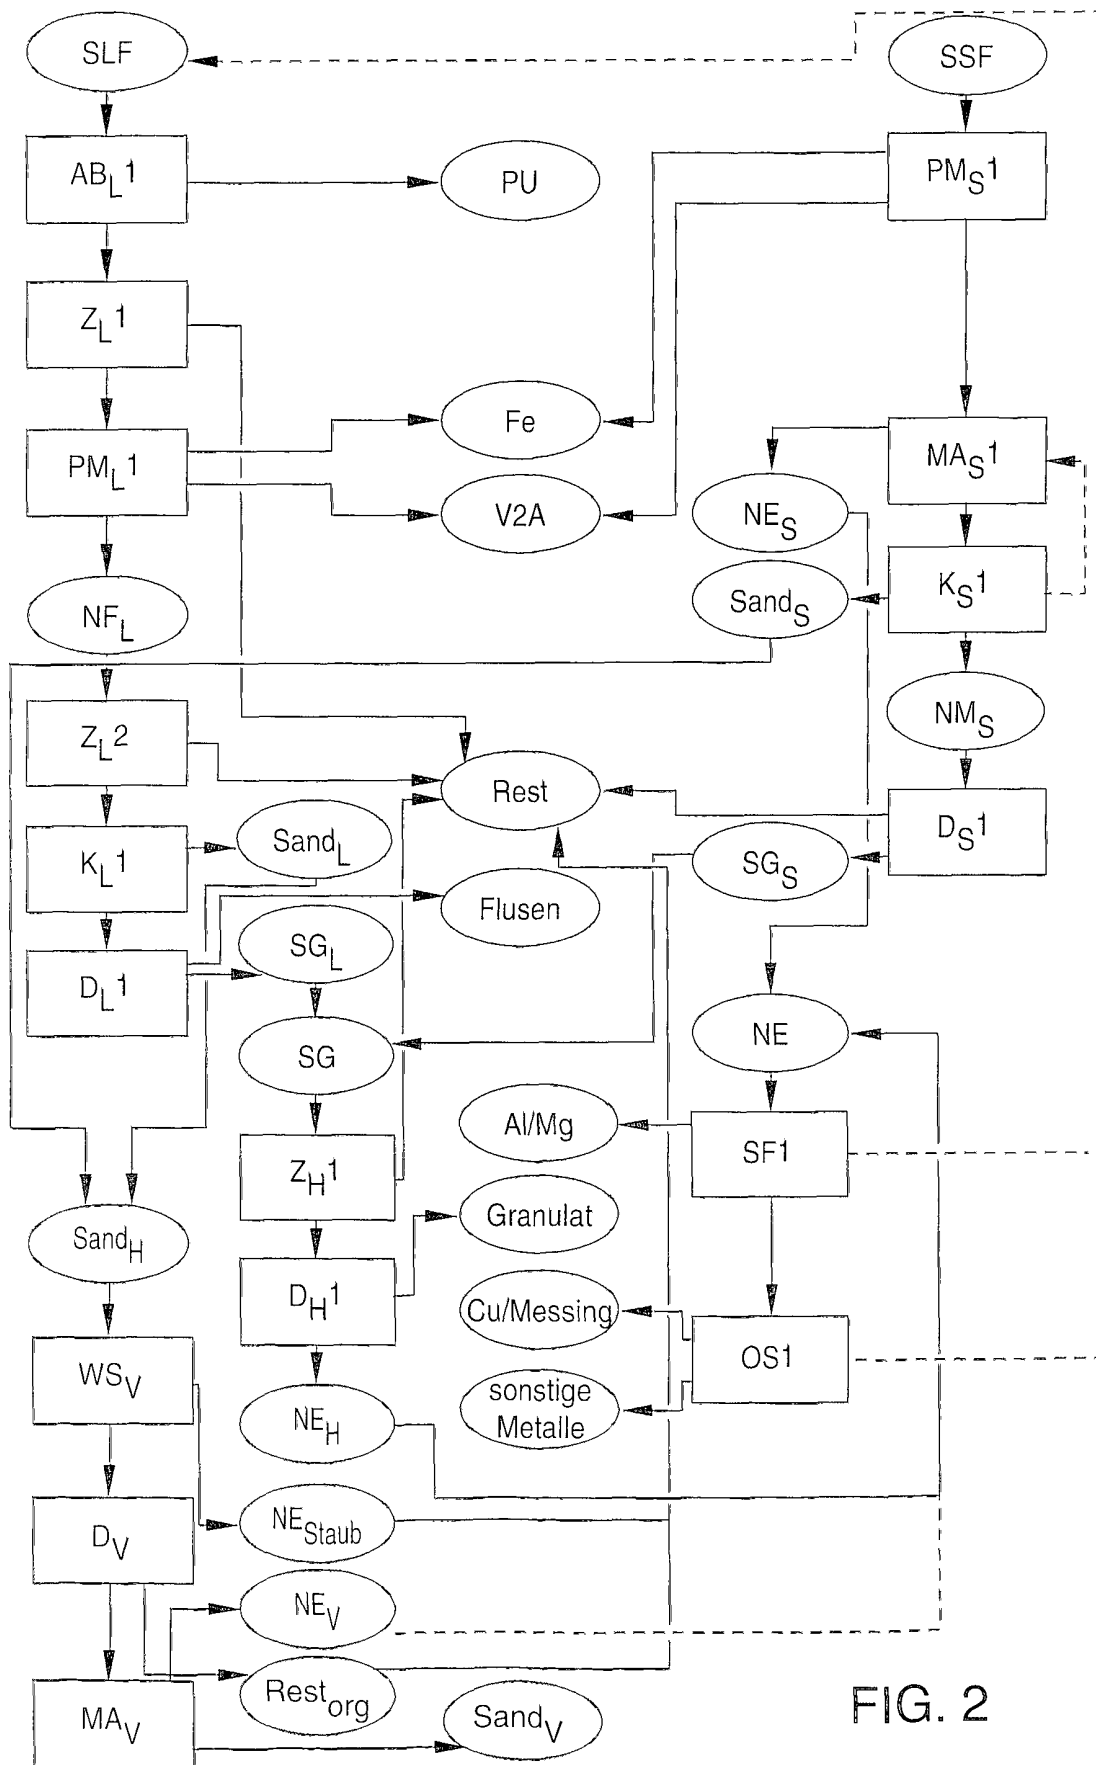 SLF
SSF
AB_L1
PU
PM_S1
Z_L1
Fe
PM_L1
MA_S1
V2A
NE_S
K_S1
Sand_S
NF_L
NM_S
Z_L2
Rest
D_S1
Sand_L
K_L1
SG_S
Flusen
SG_L
D_L1
NE
SG
Al/Mg
SF1
Z_H1
Granulat
Sand_H
D_H1
Cu/Messing
OS1
WS_V
sonstige
Metalle
NE_H
NE_Staub
D_V
NE_V
Rest_org
Sand_V
MA_V
FIG. 2